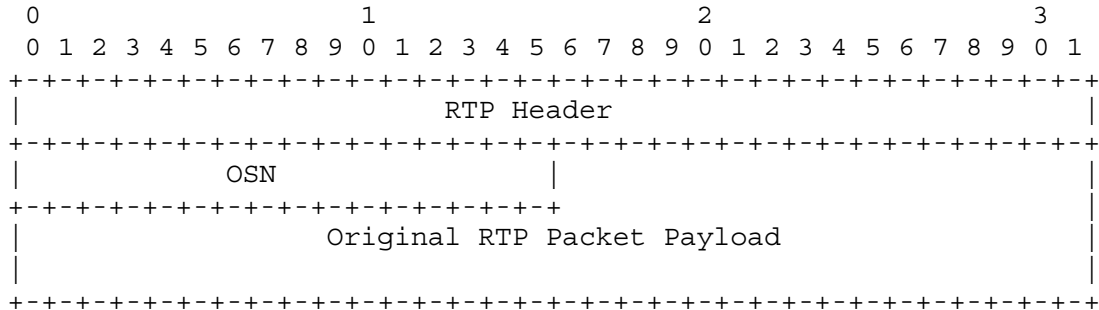 0                   1                   2                   3
 0 1 2 3 4 5 6 7 8 9 0 1 2 3 4 5 6 7 8 9 0 1 2 3 4 5 6 7 8 9 0 1
+-+-+-+-+-+-+-+-+-+-+-+-+-+-+-+-+-+-+-+-+-+-+-+-+-+-+-+-+-+-+-+-+
|                         RTP Header                            |
+-+-+-+-+-+-+-+-+-+-+-+-+-+-+-+-+-+-+-+-+-+-+-+-+-+-+-+-+-+-+-+-+
|            OSN                |                               |
+-+-+-+-+-+-+-+-+-+-+-+-+-+-+-+-+                               |
|                  Original RTP Packet Payload                  |
|                                                               |
+-+-+-+-+-+-+-+-+-+-+-+-+-+-+-+-+-+-+-+-+-+-+-+-+-+-+-+-+-+-+-+-+